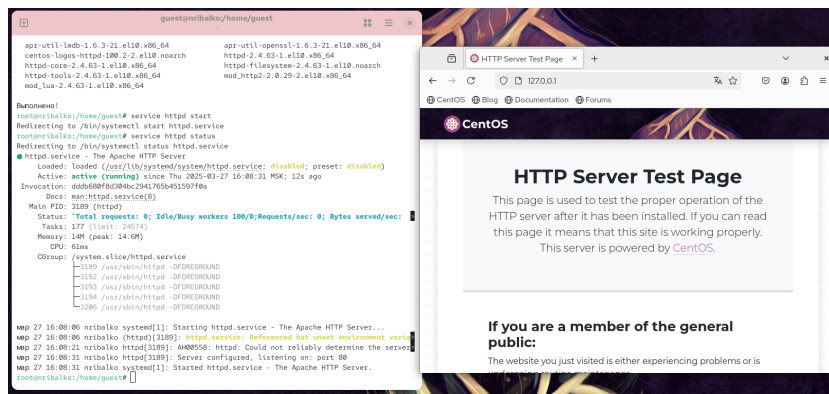 guest@nribalko:/home/guest
apr-util-lmdb-1.6.3-21.el10.x86_64 apr-util-openssl-1.6.3-21.el10.x86_64
centos-logos-httpd-100.2-2.el10.noarch httpd-2.4.63-1.el10.x86_64
httpd-core-2.4.63-1.el10.x86_64 httpd-filesystem-2.4.63-1.el10.noarch
httpd-tools-2.4.63-1.el10.x86_64 mod_http2-2.0.29-2.el10.x86_64
mod_lua-2.4.63-1.el10.x86_64
Выполнено!
root@nribalko:/home/guest# service httpd start
Redirecting to /bin/systemctl start httpd.service
root@nribalko:/home/guest# service httpd status
Redirecting to /bin/systemctl status httpd.service
● httpd.service - The Apache HTTP Server
Loaded: loaded (/usr/lib/systemd/system/httpd.service; disabled; preset: disabled)
Active: active (running) since Thu 2025-03-27 16:08:31 MSK; 12s ago
Invocation: dddb680f8d304bc2941765b451597f0a
Docs: man:httpd.service(8)
Main PID: 3189 (httpd)
Status: "Total requests: 0; Idle/Busy workers 100/0;Requests/sec: 0; Bytes served/sec: >
Tasks: 177 (limit: 24574)
Memory: 14M (peak: 14.6M)
CPU: 61ms
CGroup: /system.slice/httpd.service
├─3189 /usr/sbin/httpd -DFOREGROUND
├─3192 /usr/sbin/httpd -DFOREGROUND
├─3193 /usr/sbin/httpd -DFOREGROUND
├─3194 /usr/sbin/httpd -DFOREGROUND
└─3206 /usr/sbin/httpd -DFOREGROUND
мар 27 16:08:06 nribalko systemd[1]: Starting httpd.service - The Apache HTTP Server...
мар 27 16:08:06 nribalko (httpd)[3189]: httpd.service: Referenced but unset environment varia>
мар 27 16:08:21 nribalko httpd[3189]: AH00558: httpd: Could not reliably determine the server>
мар 27 16:08:31 nribalko httpd[3189]: Server configured, listening on: port 80
мар 27 16:08:31 nribalko systemd[1]: Started httpd.service - The Apache HTTP Server.
root@nribalko:/home/guest#
HTTP Server Test Page
127.0.0.1
CentOS Blog Documentation Forums
CentOS
HTTP Server Test Page
This page is used to test the proper operation of the
HTTP server after it has been installed. If you can read
this page it means that this site is working properly.
This server is powered by CentOS.
If you are a member of the general
public:
The website you just visited is either experiencing problems or is
undergoing routine maintenance.